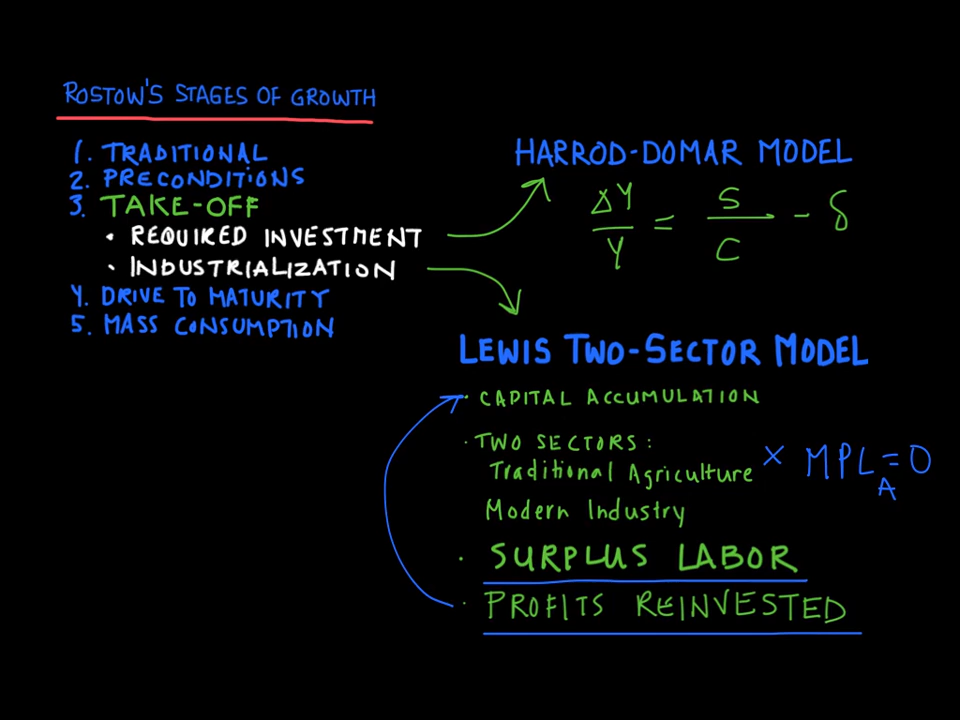 ROSTOW'S STAGES OF GROWTH
1. TRADITIONAL
2. PRECONDITIONS
3. TAKE-OFF
• REQUIRED INVESTMENT
• INDUSTRIALIZATION
4. DRIVE TO MATURITY
5. MASS CONSUMPTION
HARROD-DOMAR MODEL
ΔY/Y = S/C - δ
LEWIS TWO-SECTOR MODEL
• CAPITAL ACCUMULATION
• TWO SECTORS:
Traditional Agriculture × MPL_A = 0
Modern Industry
• SURPLUS LABOR
• PROFITS REINVESTED